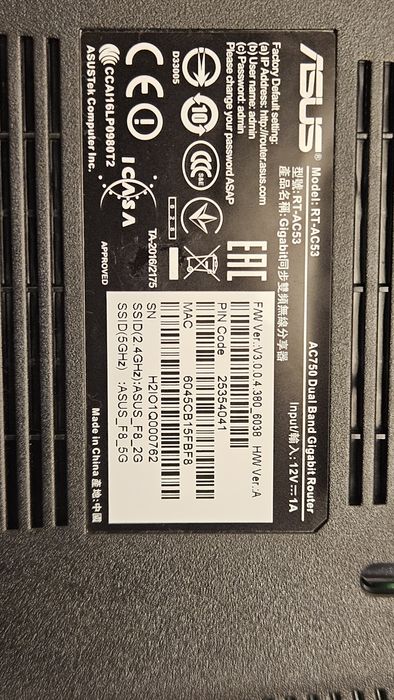 ASUS®
Model: RT-AC53
AC750 Dual Band Gigabit Router
型號: RT-AC53
產品名稱: Gigabit同步雙頻無線分享器
Input/輸入: 12V⎓1A
Factory Default setting:
(a) IP Address: http://router.asus.com
(b) User name: admin
(c) Password: admin
Please change your password ASAP
D33005
10
CE
ICASA
TA-2016/2175
APPROVED
CCAI16LP0980T2
ASUSTek Computer Inc.
EAC
F/W Ver.:V3.0.0.4.380_6038 H/W Ver.:A
PIN Code 25354041
MAC 6045CB15FBF8
SN H2IO1Q000762
SSID(2.4GHz):ASUS_F8_2G
SSID(5GHz) :ASUS_F8_5G
Made in China 產地:中國